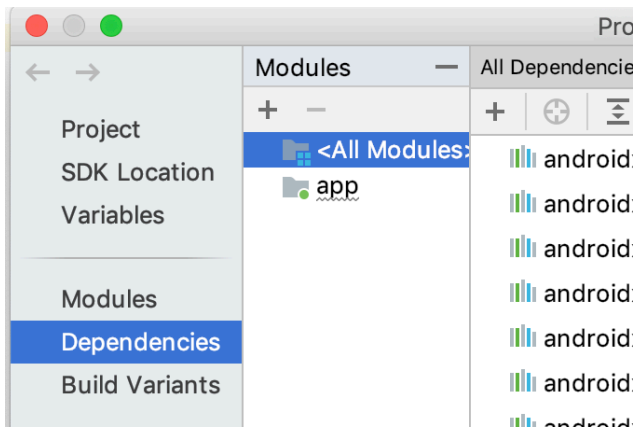 Pro
Modules
All Dependencie
Project
SDK Location
Variables
Modules
Dependencies
Build Variants
<All Modules>
app
android
android
android
android
android
android
android